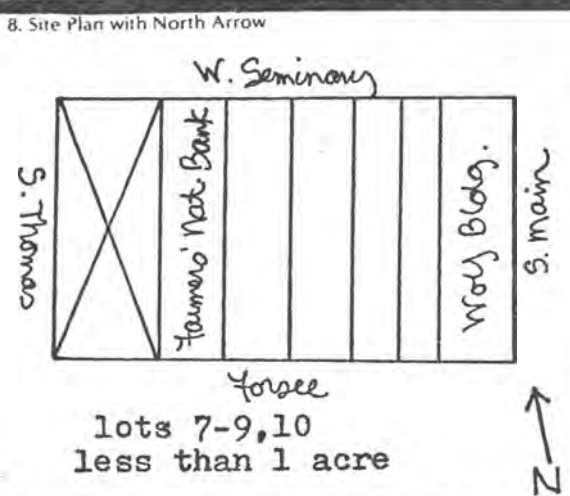 8. Site Plan with North Arrow
W. Seminary
S. Thomas
Farmers' Nat. Bank
Wolf Bldg.
S. Main
Forsee
lots 7-9,10
less than 1 acre
N